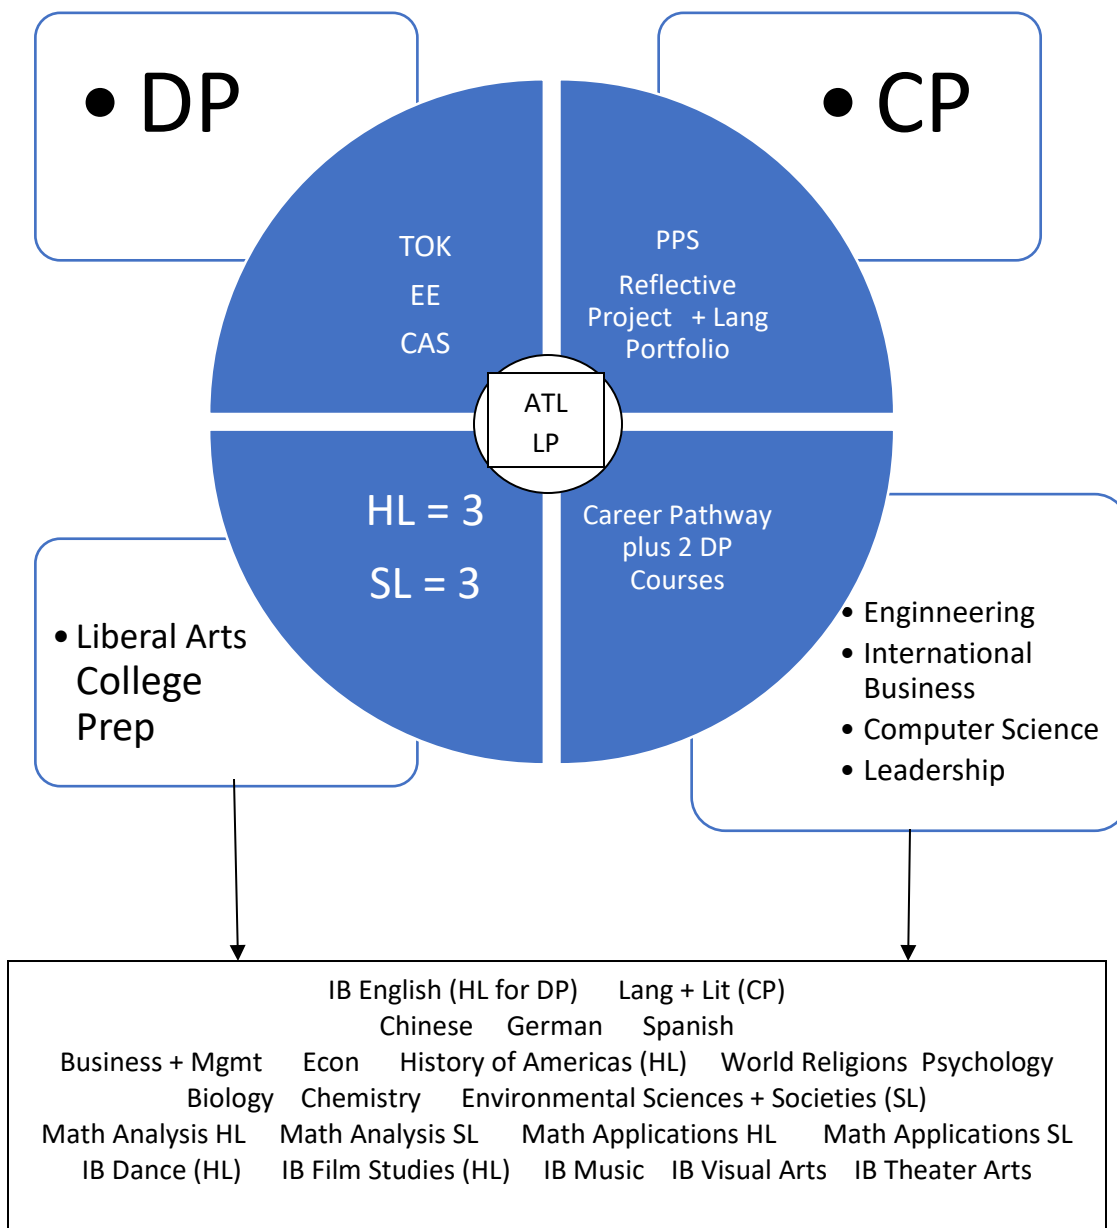 • DP
• CP
TOK
EE
CAS
PPS
Reflective
Project + Lang
Portfolio
ATL
LP
HL = 3
SL = 3
Career Pathway
plus 2 DP
Courses
• Liberal Arts
College
Prep
• Enginneering
• International
Business
• Computer Science
• Leadership
IB English (HL for DP) Lang + Lit (CP)
Chinese German Spanish
Business + Mgmt Econ History of Americas (HL) World Religions Psychology
Biology Chemistry Environmental Sciences + Societies (SL)
Math Analysis HL Math Analysis SL Math Applications HL Math Applications SL
IB Dance (HL) IB Film Studies (HL) IB Music IB Visual Arts IB Theater Arts